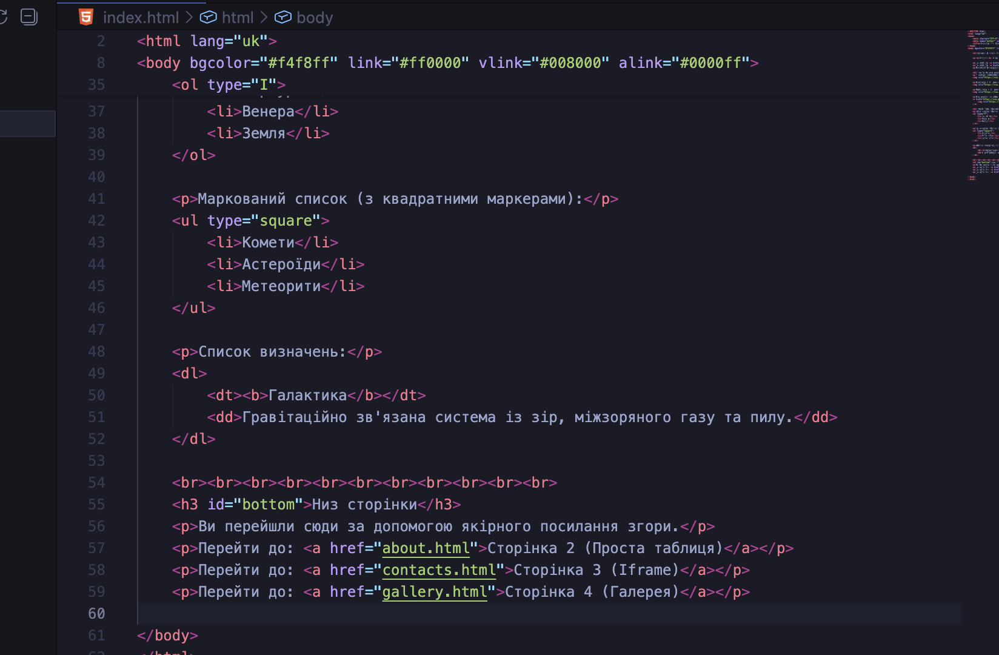 index.html > html > body
2 <html lang="uk">
8 <body bgcolor="#f4f8ff" link="#ff0000" vlink="#008000" alink="#0000ff">
35 <ol type="I">
37 <li>Венера</li>
38 <li>Земля</li>
39 </ol>
40
41 <p>Маркований список (з квадратними маркерами):</p>
42 <ul type="square">
43 <li>Комети</li>
44 <li>Астероїди</li>
45 <li>Метеорити</li>
46 </ul>
47
48 <p>Список визначень:</p>
49 <dl>
50 <dt><b>Галактика</b></dt>
51 <dd>Гравітаційно зв'язана система із зір, міжзоряного газу та пилу.</dd>
52 </dl>
53
54 <br><br><br><br><br><br><br><br><br><br><br>
55 <h3 id="bottom">Низ сторінки</h3>
56 <p>Ви перейшли сюди за допомогою якірного посилання згори.</p>
57 <p>Перейти до: <a href="about.html">Сторінка 2 (Проста таблиця)</a></p>
58 <p>Перейти до: <a href="contacts.html">Сторінка 3 (Iframe)</a></p>
59 <p>Перейти до: <a href="gallery.html">Сторінка 4 (Галерея)</a></p>
60
61 </body>